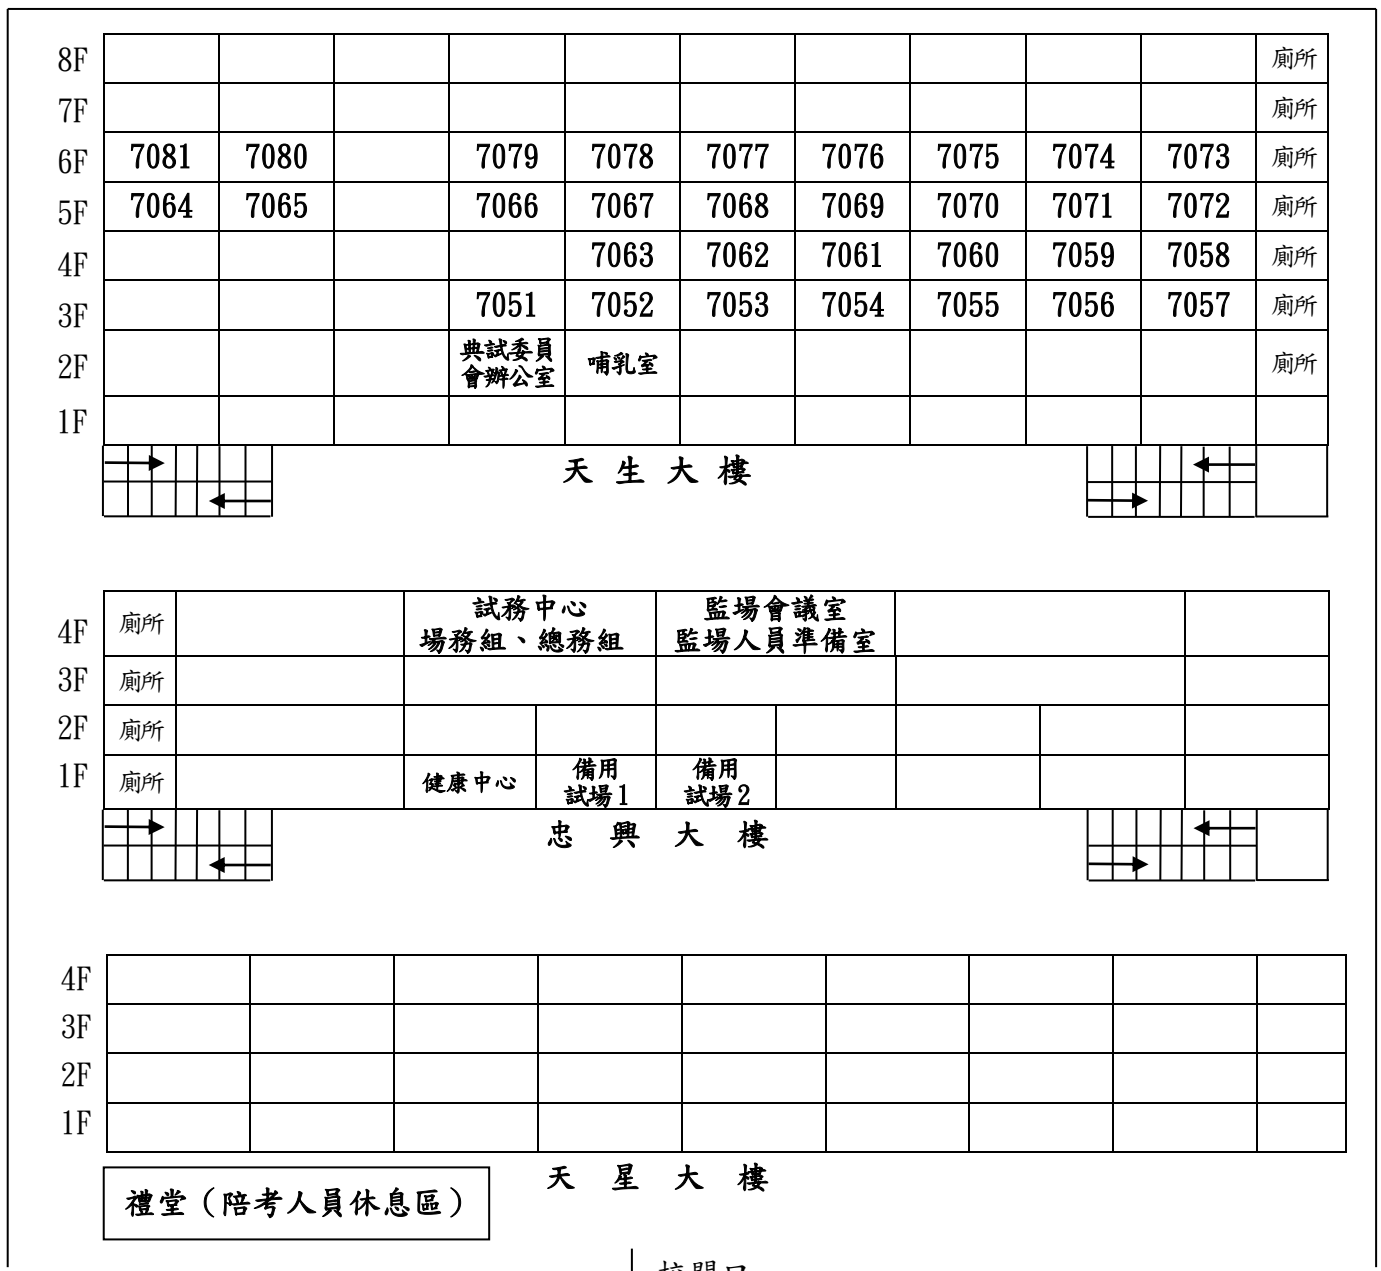 8F 廁所
7F 廁所
6F 7081 7080 7079 7078 7077 7076 7075 7074 7073 廁所
5F 7064 7065 7066 7067 7068 7069 7070 7071 7072 廁所
4F 7063 7062 7061 7060 7059 7058 廁所
3F 7051 7052 7053 7054 7055 7056 7057 廁所
2F 典試委員
會辦公室 哺乳室 廁所
1F
天生大樓
4F 廁所 試務中心
場務組、總務組 監場會議室
監場人員準備室
3F 廁所
2F 廁所
1F 廁所 健康中心 備用
試場1 備用
試場2
忠興大樓
4F
3F
2F
1F
天星大樓
禮堂(陪考人員休息區)